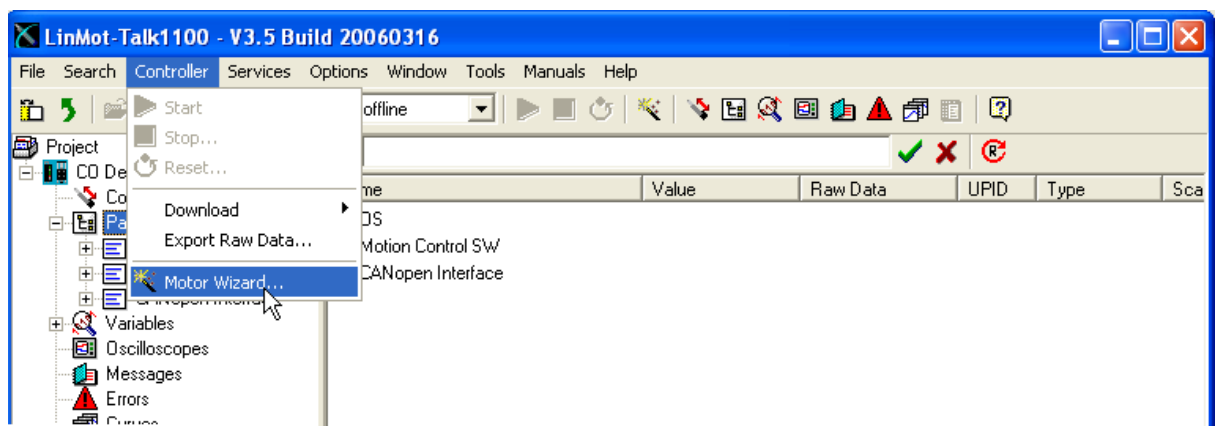 LinMot-Talk1100 - V3.5 Build 20060316
File Search Controller Services Options Window Tools Manuals Help
Start
offline
Stop...
Project
Reset...
CO De
Co
me Value Raw Data UPID Type Sca
Download
OS
Pa
Export Raw Data...
Motion Control SW
CANopen Interface
Motor Wizard...
Variables
Oscilloscopes
Messages
Errors